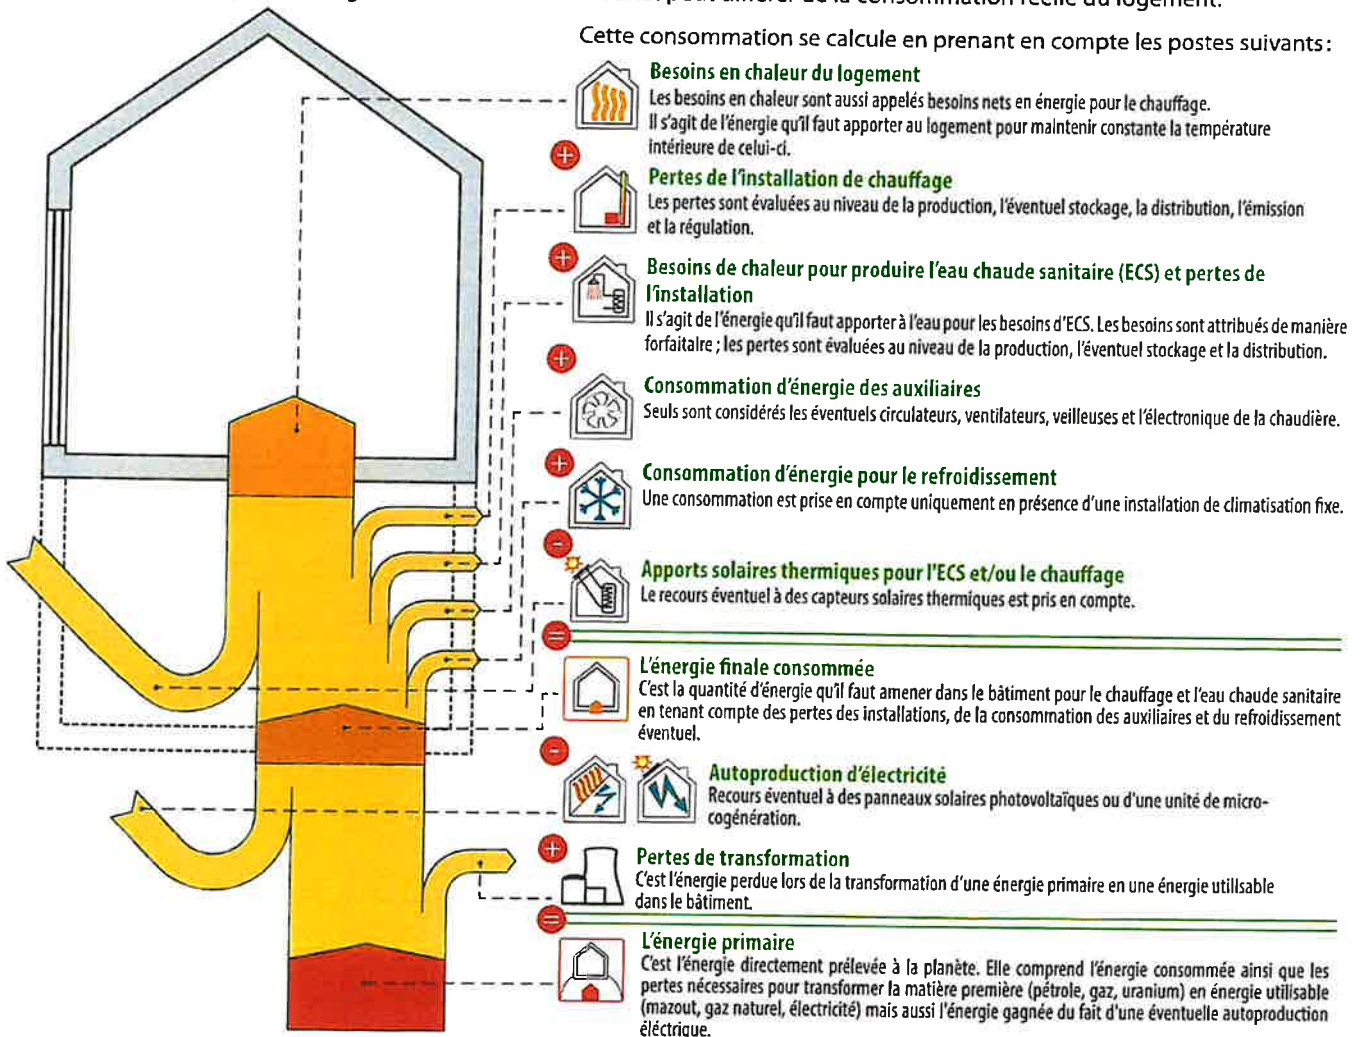 Cette consommation se calcule en prenant en compte les postes suivants:
Besoins en chaleur du logement
Les besoins en chaleur sont aussi appelés besoins nets en énergie pour le chauffage.
Il s'agit de l'énergie qu'il faut apporter au logement pour maintenir constante la température
intérieure de celui-ci.
+
Pertes de l'installation de chauffage
Les pertes sont évaluées au niveau de la production, l'éventuel stockage, la distribution, l'émission
et la régulation.
+
Besoins de chaleur pour produire l'eau chaude sanitaire (ECS) et pertes de
l'installation
Il s'agit de l'énergie qu'il faut apporter à l'eau pour les besoins d'ECS. Les besoins sont attribués de manière
forfaitaire ; les pertes sont évaluées au niveau de la production, l'éventuel stockage et la distribution.
+
Consommation d'énergie des auxiliaires
Seuls sont considérés les éventuels circulateurs, ventilateurs, veilleuses et l'électronique de la chaudière.
+
Consommation d'énergie pour le refroidissement
Une consommation est prise en compte uniquement en présence d'une installation de climatisation fixe.
-
Apports solaires thermiques pour l'ECS et/ou le chauffage
Le recours éventuel à des capteurs solaires thermiques est pris en compte.
=
L'énergie finale consommée
C'est la quantité d'énergie qu'il faut amener dans le bâtiment pour le chauffage et l'eau chaude sanitaire
en tenant compte des pertes des installations, de la consommation des auxiliaires et du refroidissement
éventuel.
-
Autoproduction d'électricité
Recours éventuel à des panneaux solaires photovoltaïques ou d'une unité de micro-
cogénération.
+
Pertes de transformation
C'est l'énergie perdue lors de la transformation d'une énergie primaire en une énergie utilisable
dans le bâtiment.
=
L'énergie primaire
C'est l'énergie directement prélevée à la planète. Elle comprend l'énergie consommée ainsi que les
pertes nécessaires pour transformer la matière première (pétrole, gaz, uranium) en énergie utilisable
(mazout, gaz naturel, électricité) mais aussi l'énergie gagnée du fait d'une éventuelle autoproduction
éléctrique.